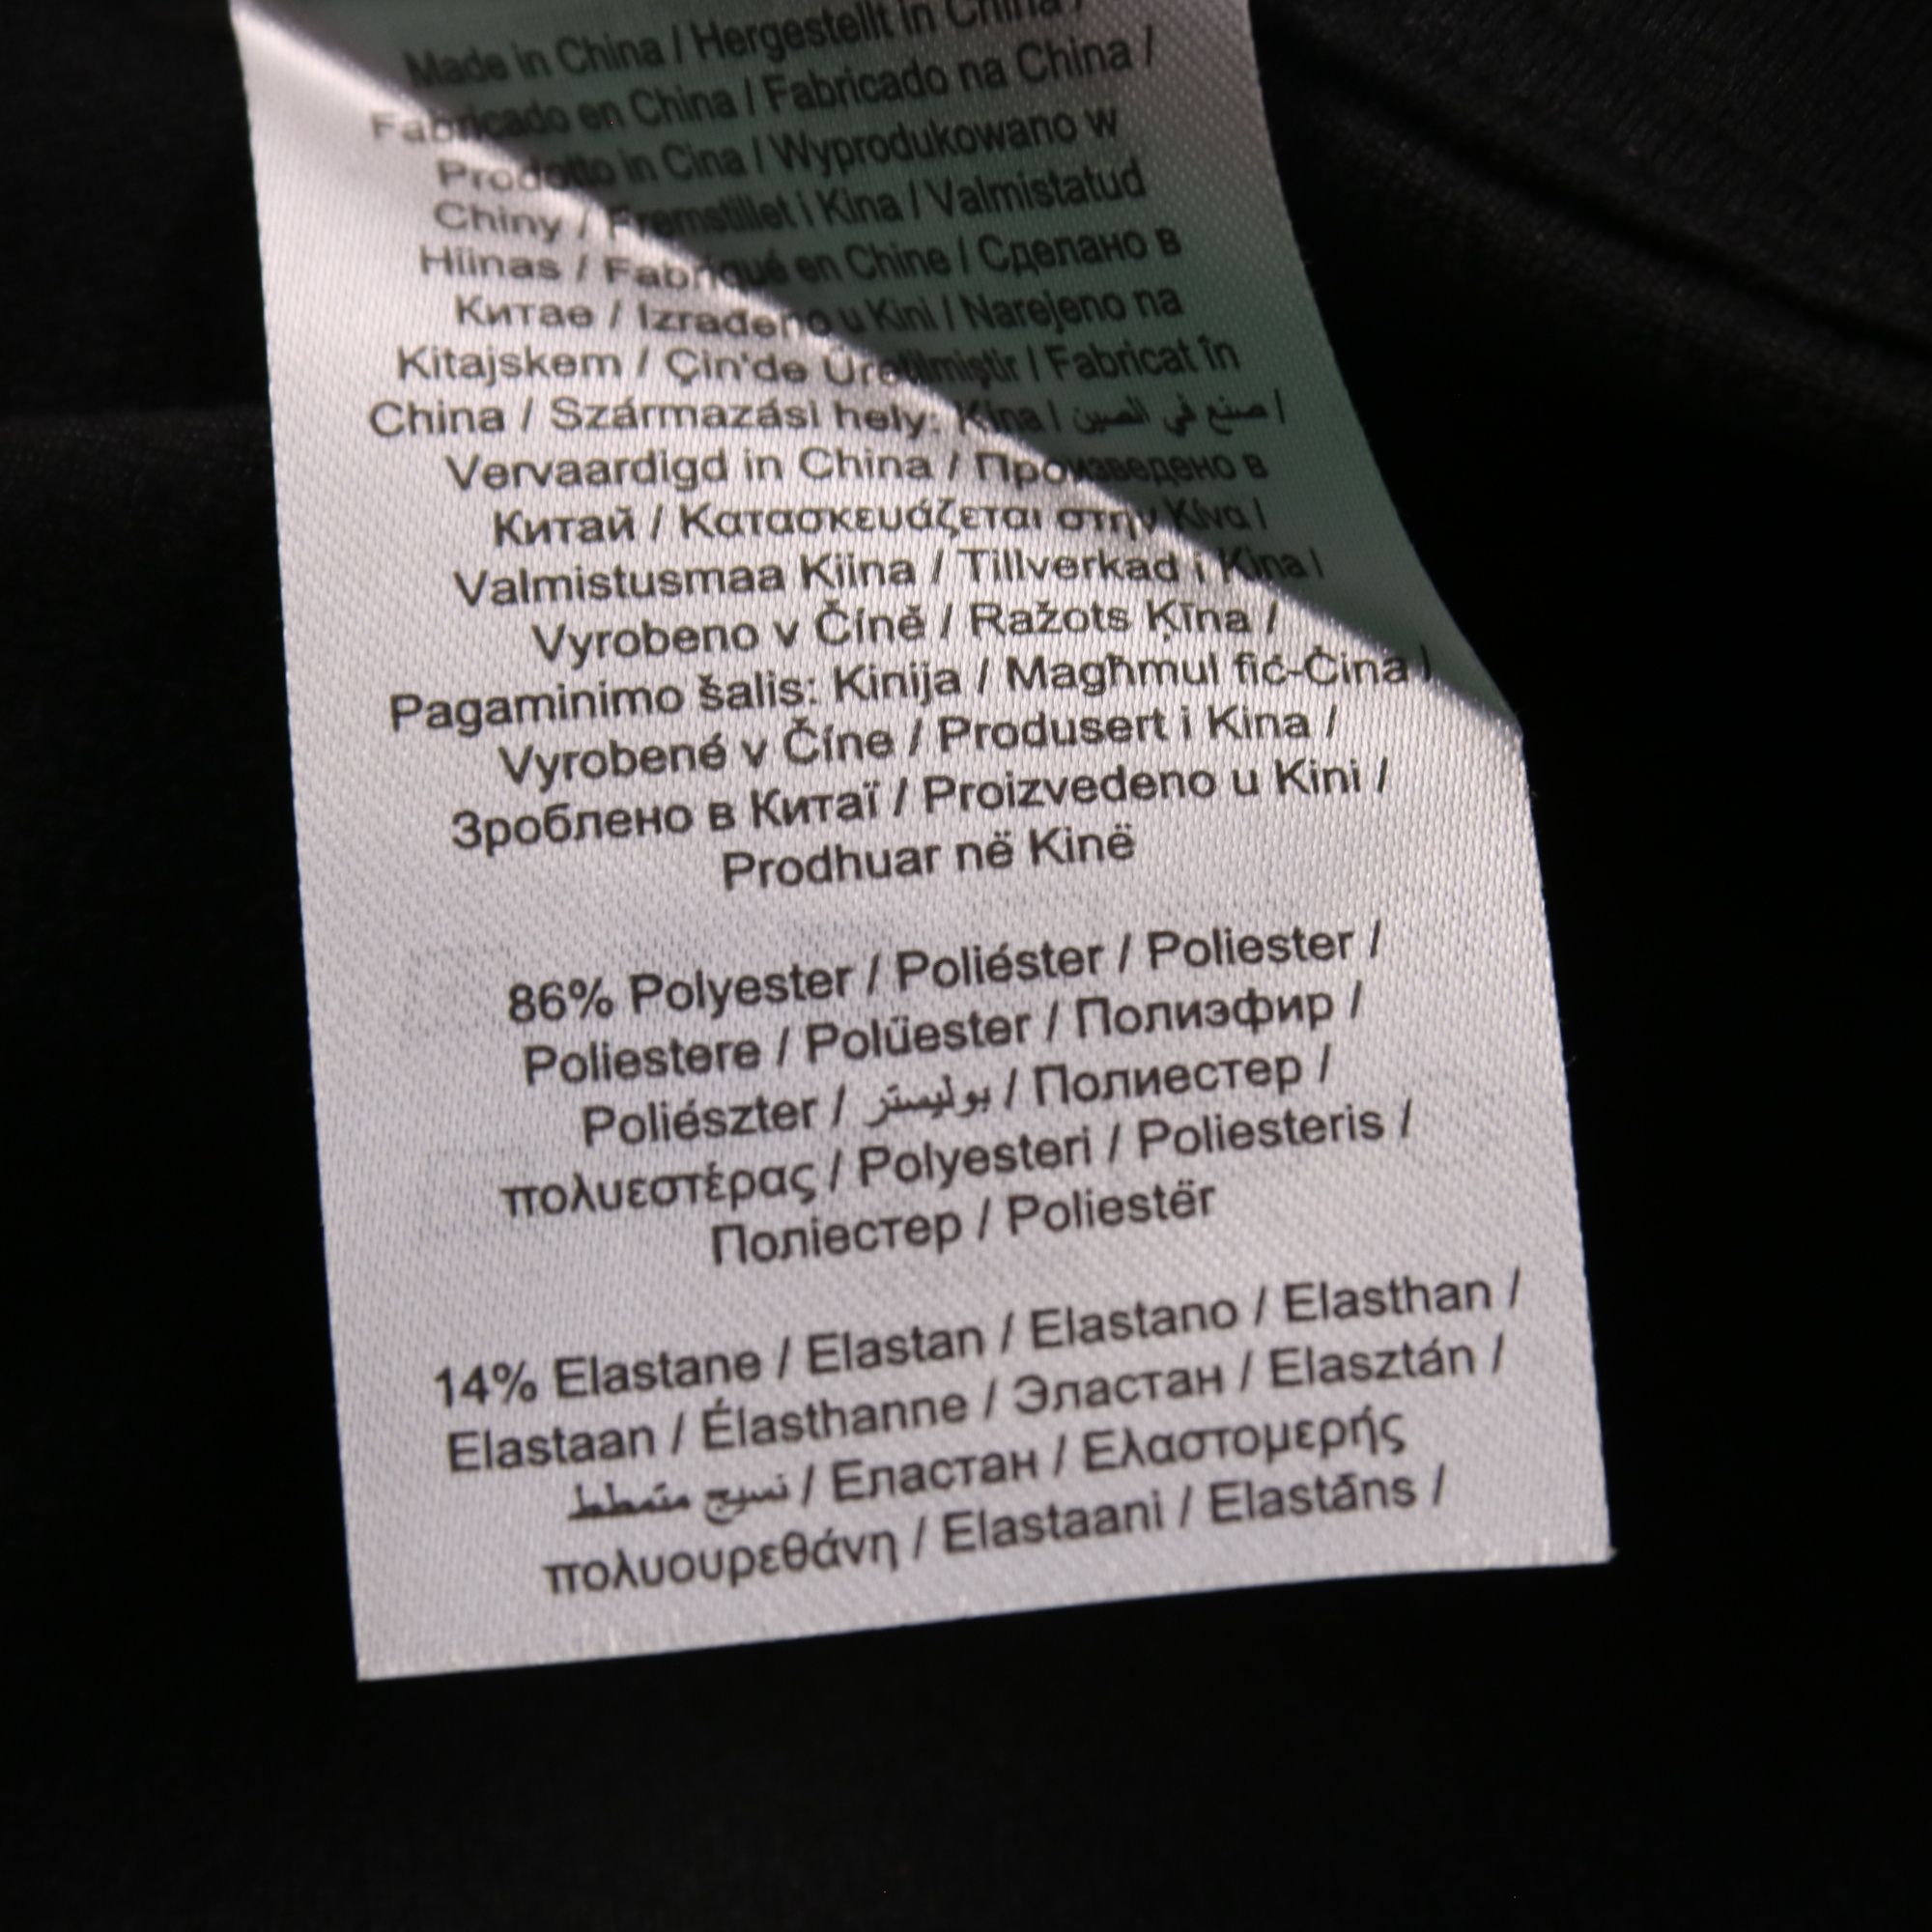 Made in China / Hergestellt in China /
Fabricado en China / Fabricado na China /
Prodotto in Cina / Wyprodukowano w
Chiny / Fremstillet i Kina / Valmistatud
Hiinas / Fabriqué en Chine / Сделано в
Китае / Izrađeno u Kini / Narejeno na
Kitajskem / Çin'de Üretilmiştir / Fabricat în
China / Származási hely: Kína / صنع في الصين /
Vervaardigd in China / Произведено в
Китай / Κατασκευάζεται στην Κίνα /
Valmistusmaa Kiina / Tillverkad i Kina /
Vyrobeno v Číně / Ražots Ķīna /
Pagaminimo šalis: Kinija / Magħmul fiċ-Ċina /
Vyrobené v Číne / Produsert i Kina /
Зроблено в Китаї / Proizvedeno u Kini /
Prodhuar në Kinë
86% Polyester / Poliéster / Poliester /
Poliestere / Polüester / Полиэфир /
Poliészter / بوليستر / Полиестер /
πολυεστέρας / Polyesteri / Poliesteris /
Поліестер / Poliestër
14% Elastane / Elastan / Elastano / Elasthan /
Elastaan / Élasthanne / Эластан / Elasztán /
نسيج متمطط / Еластан / Ελαστομερής
πολυουρεθάνη / Elastaani / Elastāns /